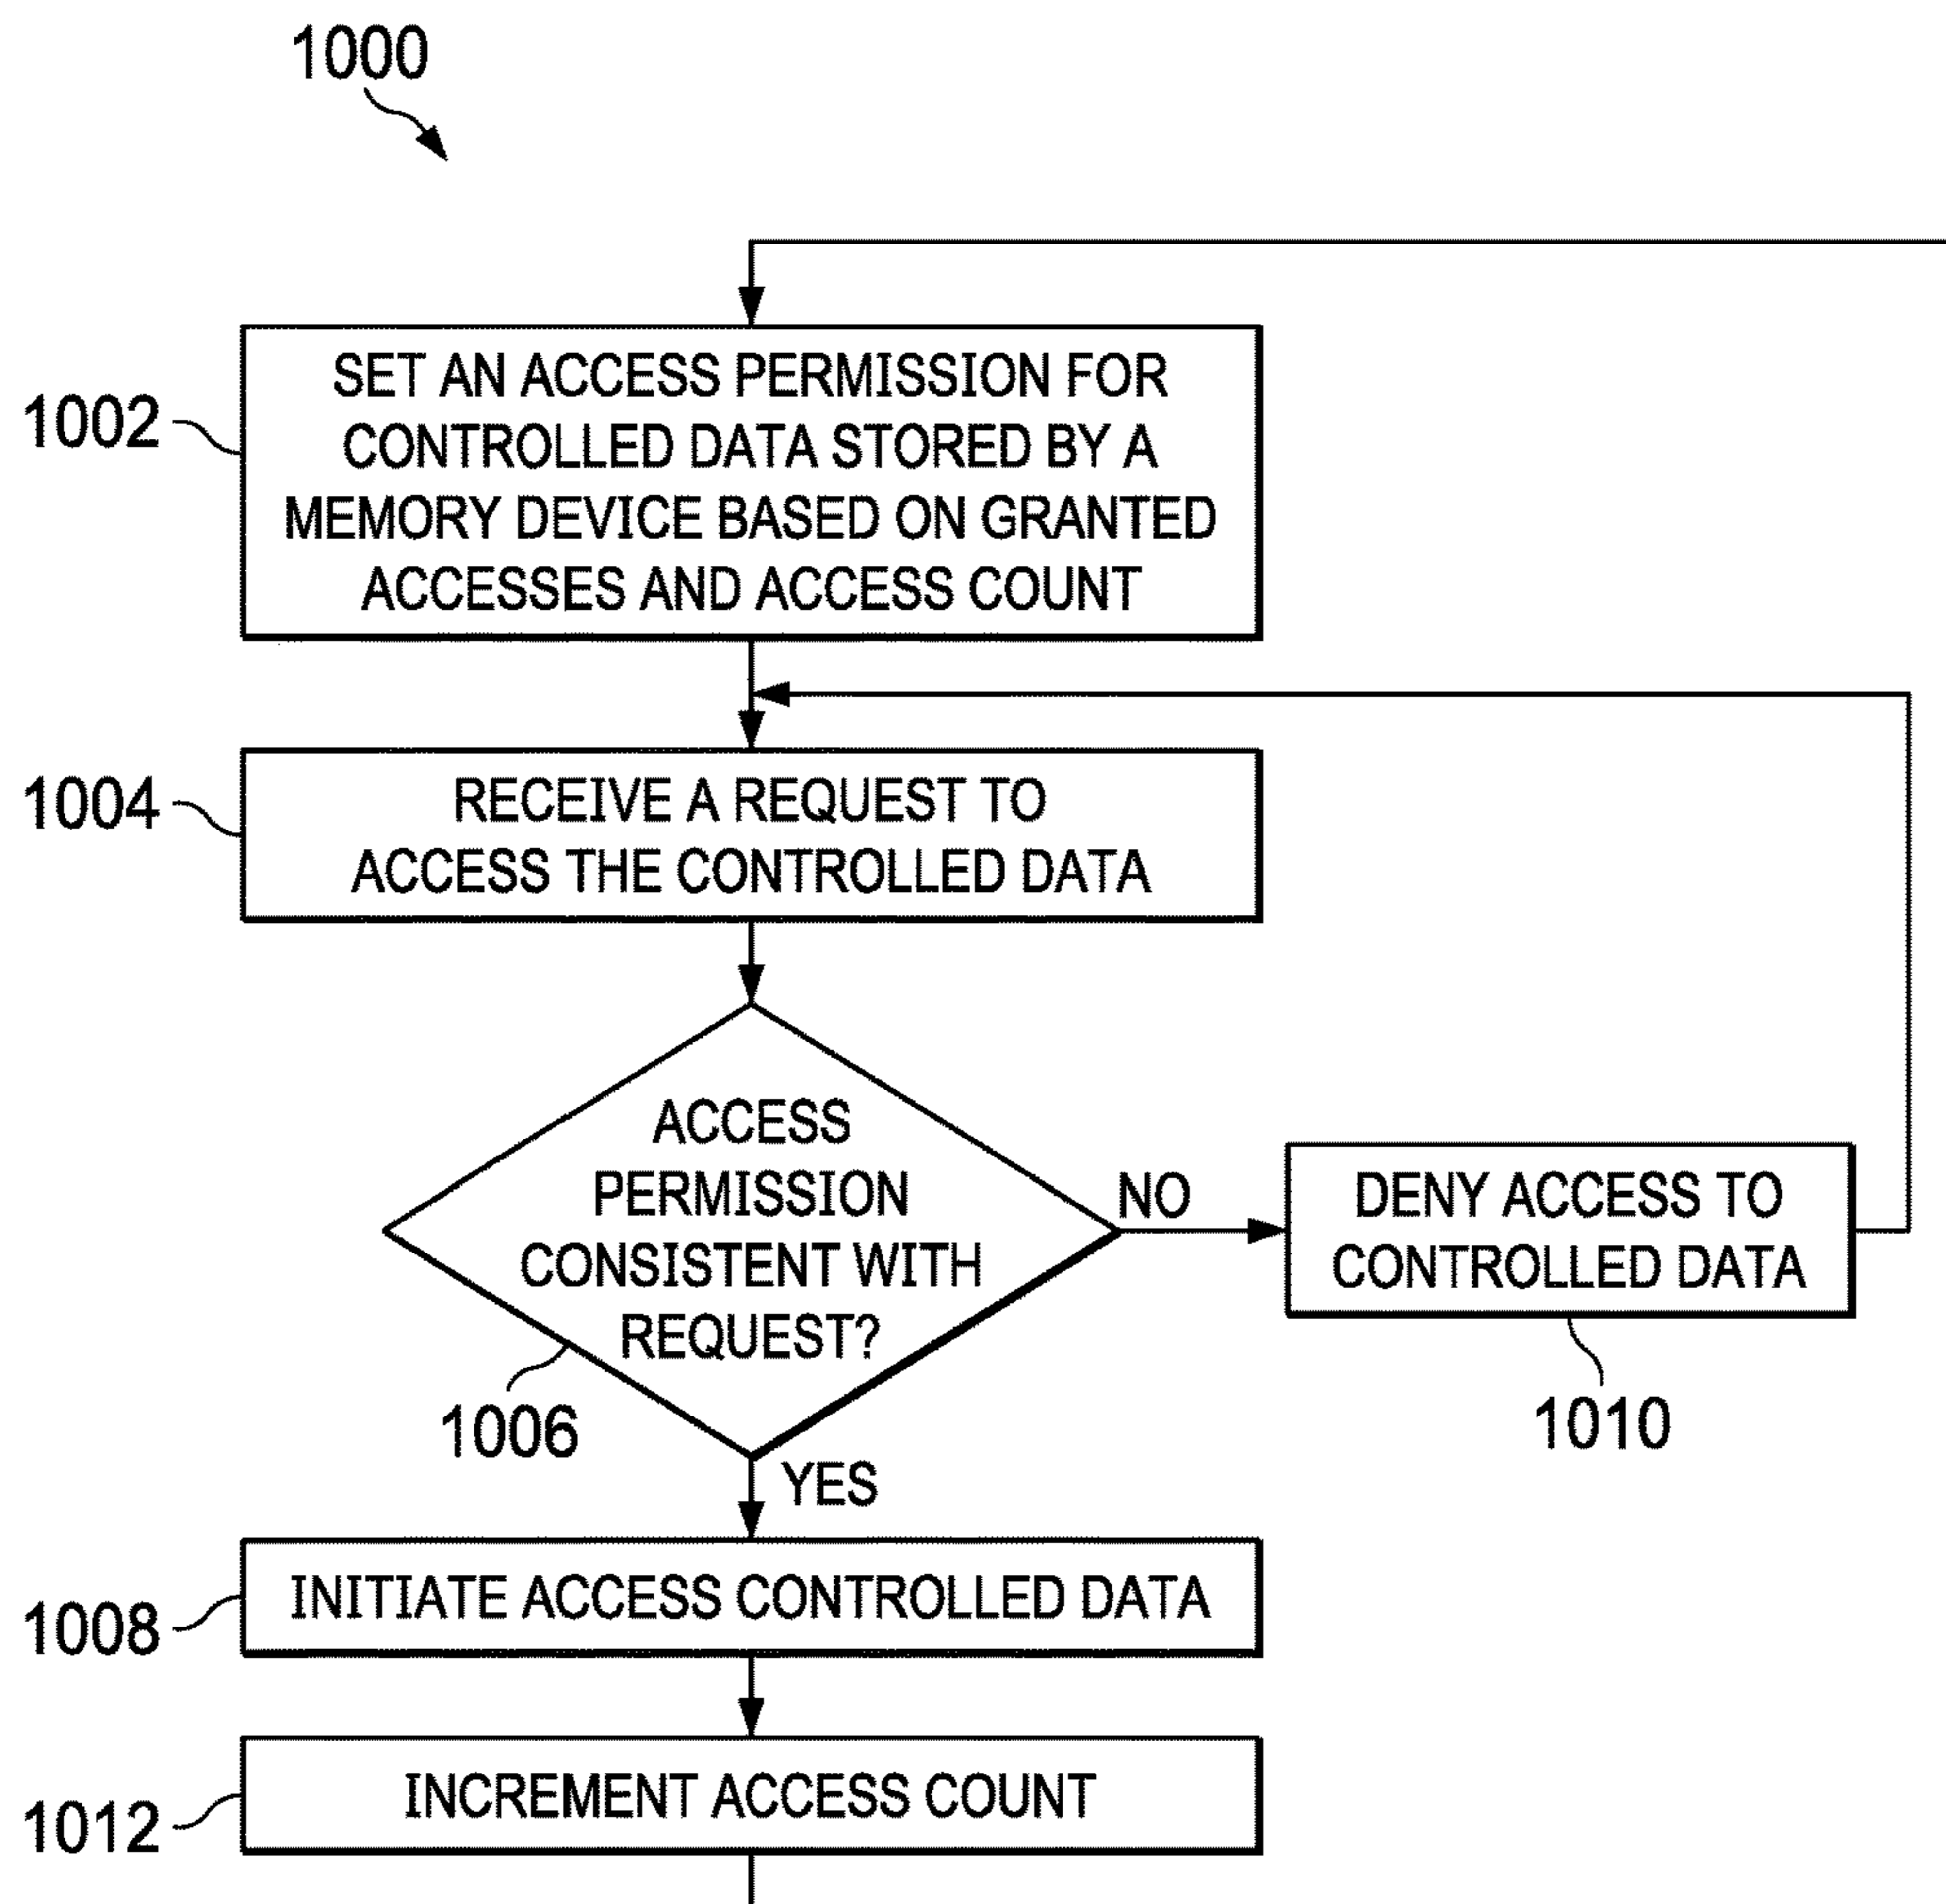 1000
1002
SET AN ACCESS PERMISSION FOR
CONTROLLED DATA STORED BY A
MEMORY DEVICE BASED ON GRANTED
ACCESSES AND ACCESS COUNT
1004
RECEIVE A REQUEST TO
ACCESS THE CONTROLLED DATA
ACCESS
PERMISSION
CONSISTENT WITH
REQUEST?
1006
NO
DENY ACCESS TO
CONTROLLED DATA
1010
YES
1008
INITIATE ACCESS CONTROLLED DATA
1012
INCREMENT ACCESS COUNT